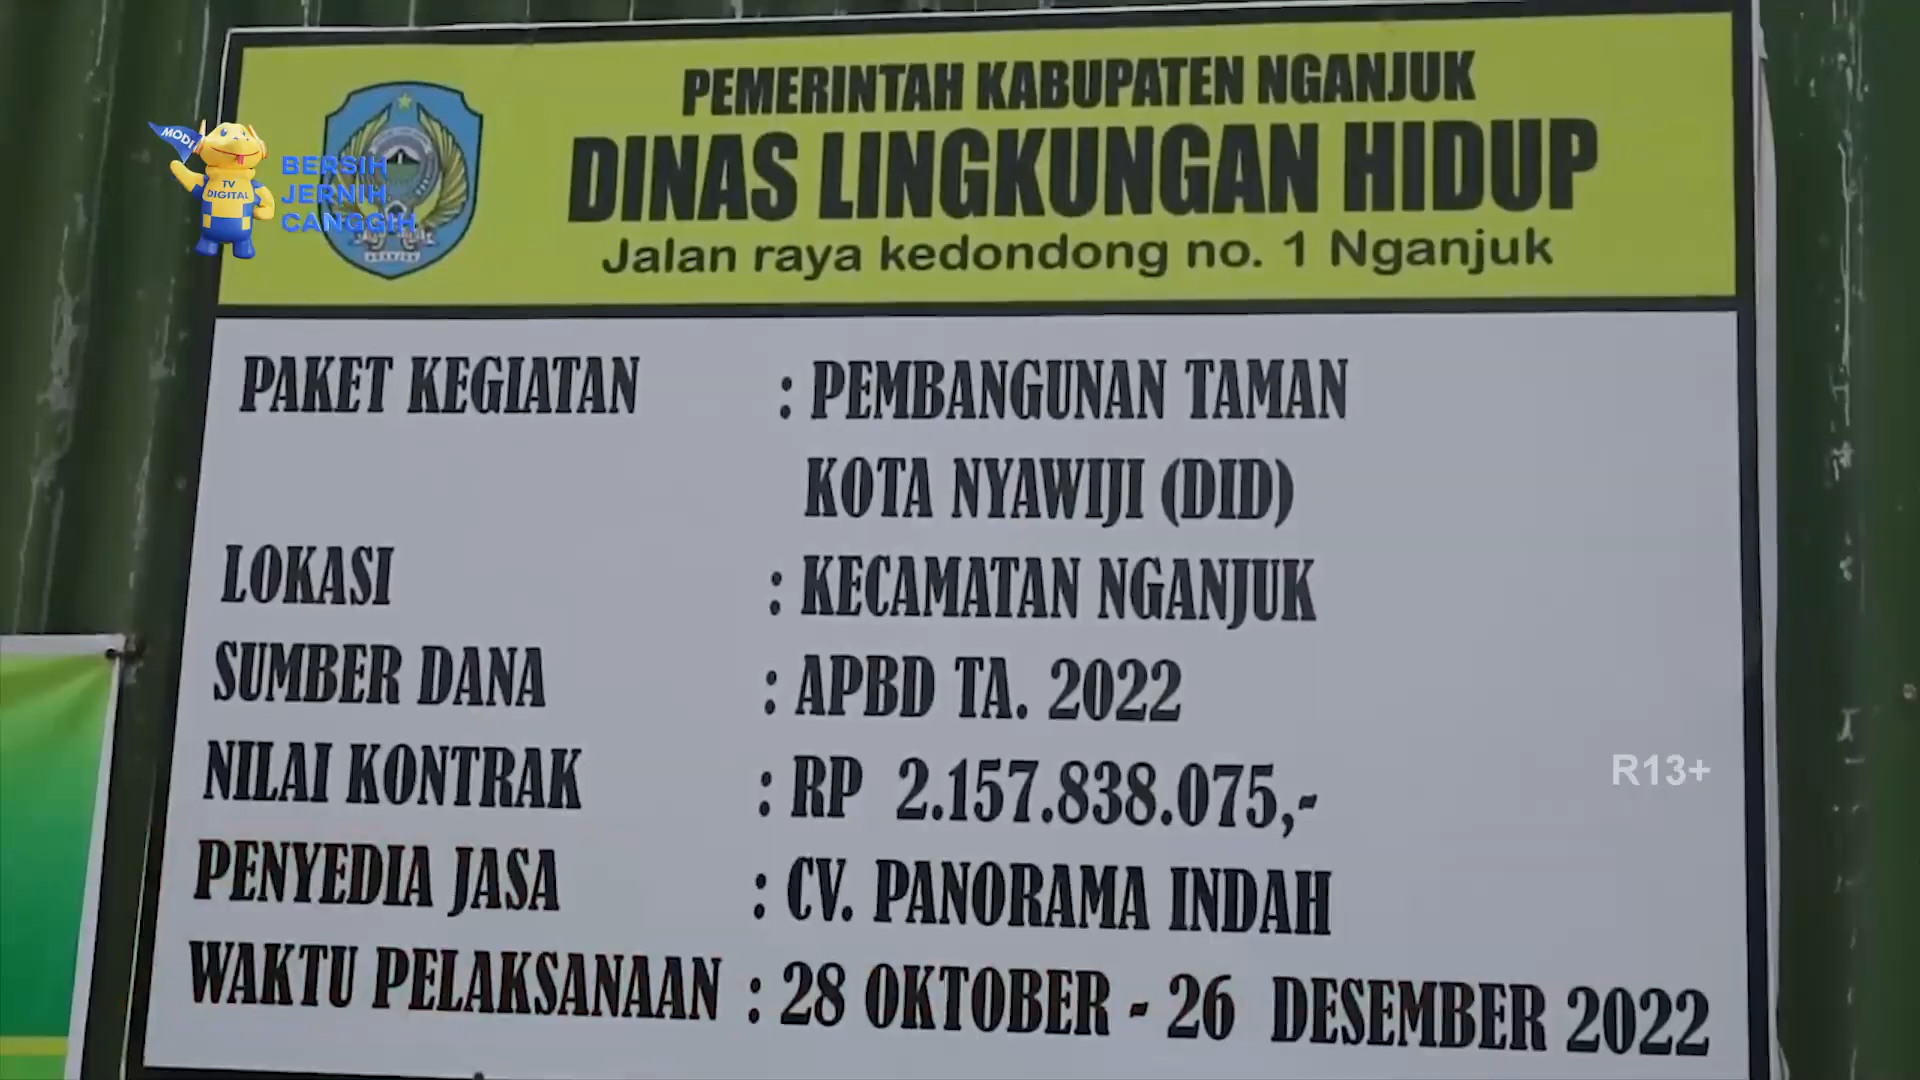 PEMERINTAH KABUPATEN NGANJUK
DINAS LINGKUNGAN HIDUP
Jalan raya kedondong no. 1 Nganjuk
MODI
TV
DIGITAL
BERSIH
JERNIH
CANGGIH
PAKET KEGIATAN : PEMBANGUNAN TAMAN
KOTA NYAWIJI (DID)
LOKASI : KECAMATAN NGANJUK
SUMBER DANA : APBD TA. 2022
NILAI KONTRAK : RP 2.157.838.075,-
R13+
PENYEDIA JASA : CV. PANORAMA INDAH
WAKTU PELAKSANAAN : 28 OKTOBER - 26 DESEMBER 2022